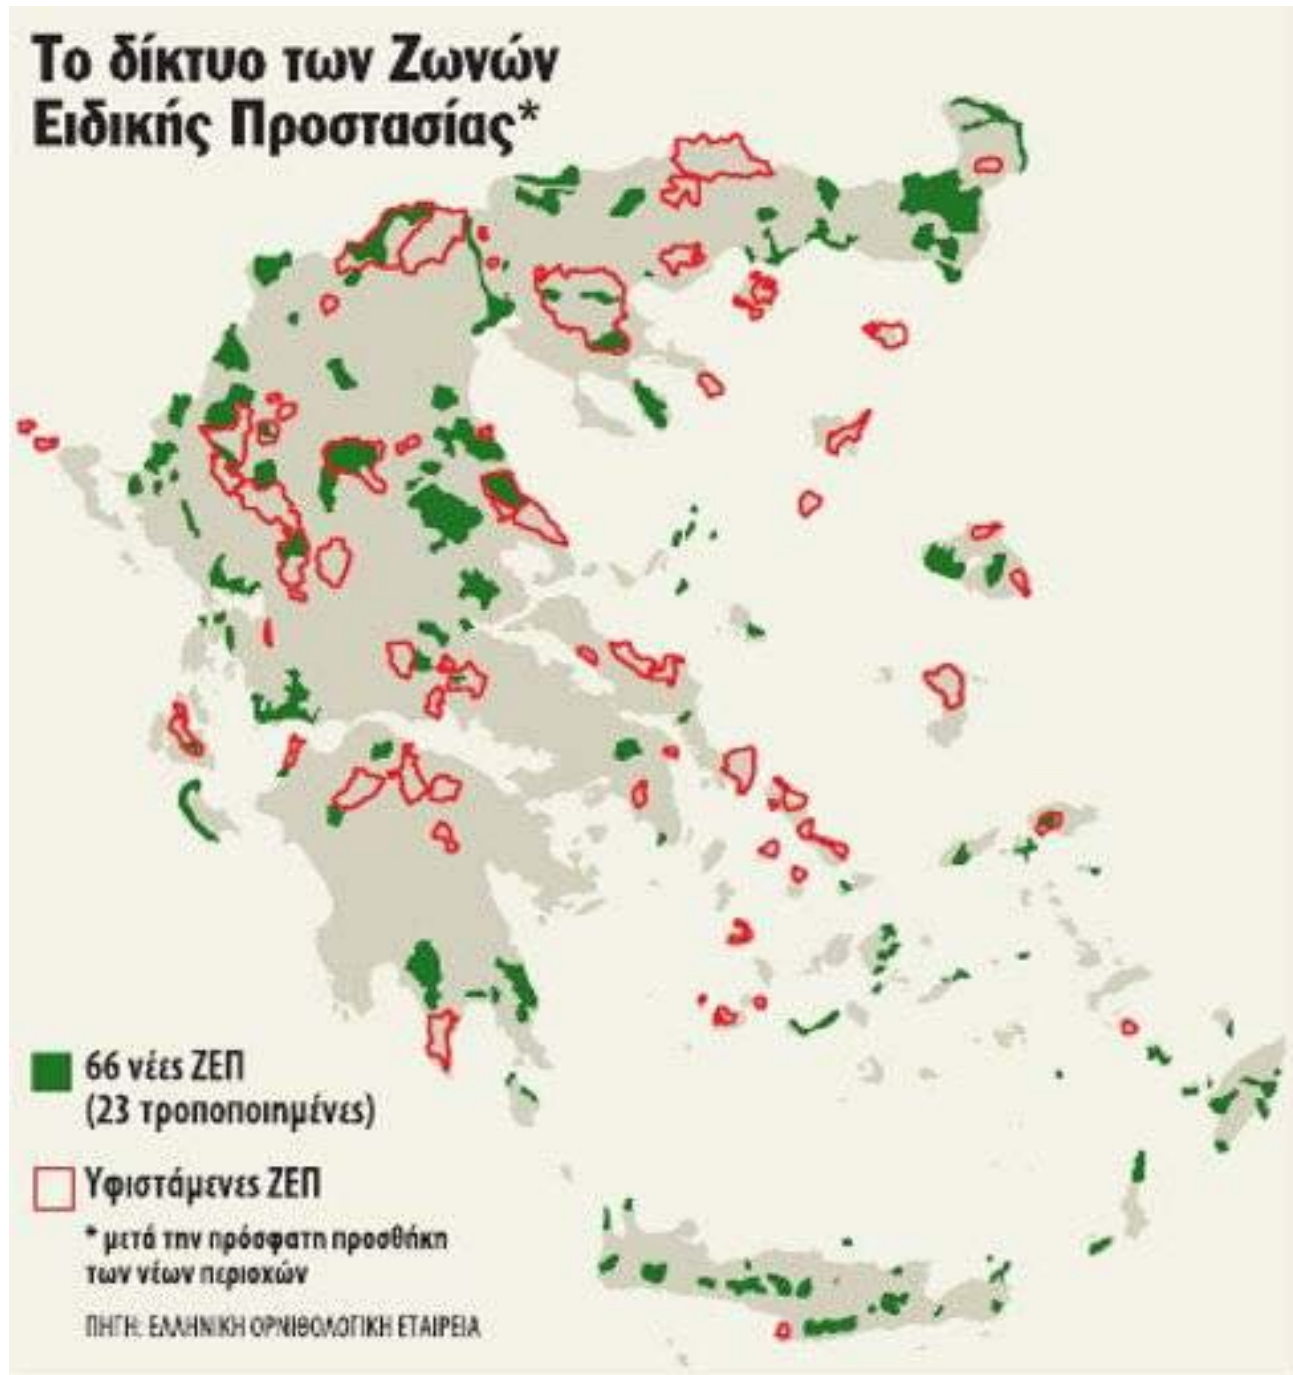 Το δίκτυο των Ζωνών
Ειδικής Προστασίας*
66 νέες ΖΕΠ
(23 τροποποιημένες)
Υφιστάμενες ΖΕΠ
* μετά την πρόσφατη προσθήκη
των νέων περιοχών
ΠΗΓΗ: ΕΛΛΗΝΙΚΗ ΟΡΝΙΘΟΛΟΓΙΚΗ ΕΤΑΙΡΕΙΑ